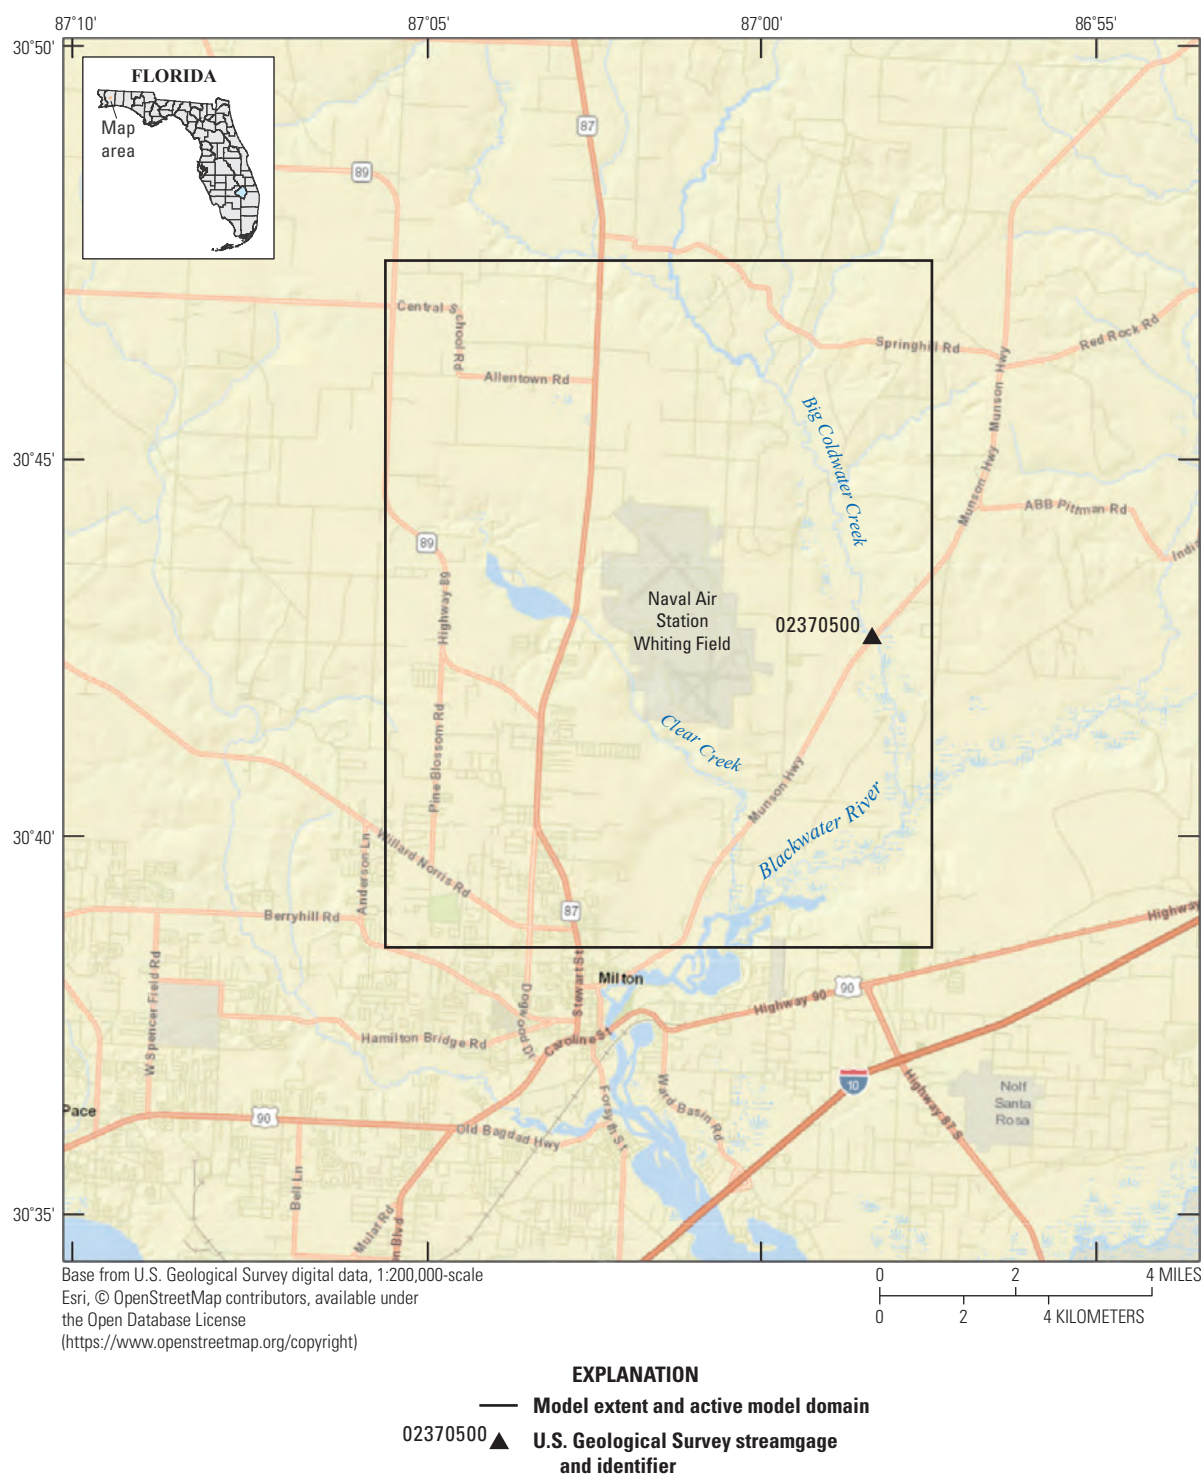 87°10'
87°05'
87°00'
86°55'
30°50'
30°45'
30°40'
30°35'
FLORIDA
Map
area
87
89
Central School Rd
Allentown Rd
Springhill Rd
Red Rock Rd
Munson Hwy
Munson Hwy
Big Coldwater Creek
ABB Pittman Rd
India
89
Highway 89
Naval Air
Station
Whiting Field
02370500
Pine Blossom Rd
Clear Creek
Munson Hwy
Blackwater River
Anderson Ln
Willard Norris Rd
Berryhill Rd
87
Highway
W Spencer Field Rd
Stewart St
Milton
Dogwood Dr
90
Highway 90
Hamilton Bridge Rd
Caroline St
10
Ward Basin Rd
Forsyth St
Highway 87 S
Nolf
Santa
Rosa
Pace
90
Old Bagdad Hwy
Bell Ln
Mulat Rd
n Blvd
Base from U.S. Geological Survey digital data, 1:200,000-scale
Esri, © OpenStreetMap contributors, available under
the Open Database License
(https://www.openstreetmap.org/copyright)
0 2 4 MILES
0 2 4 KILOMETERS
EXPLANATION
Model extent and active model domain
02370500 U.S. Geological Survey streamgage
and identifier